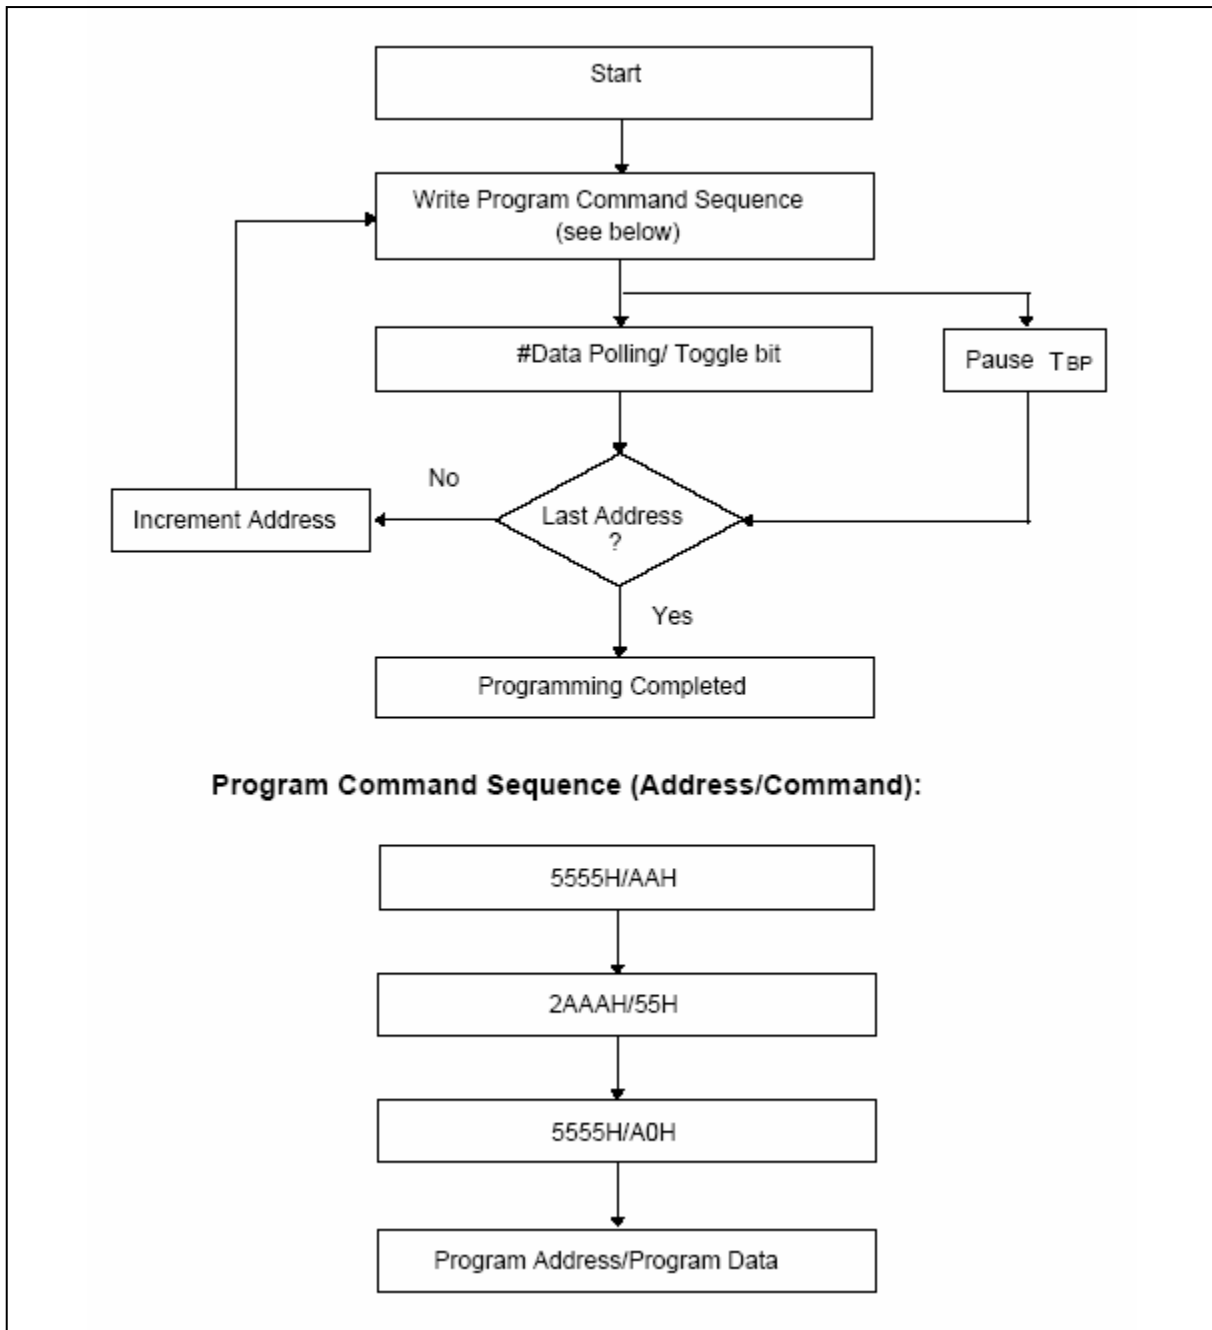 Start
Write Program Command Sequence
(see below)
#Data Polling/ Toggle bit
Pause TBP
No
Increment Address
Last Address
?
Yes
Programming Completed
Program Command Sequence (Address/Command):
5555H/AAH
2AAAH/55H
5555H/A0H
Program Address/Program Data